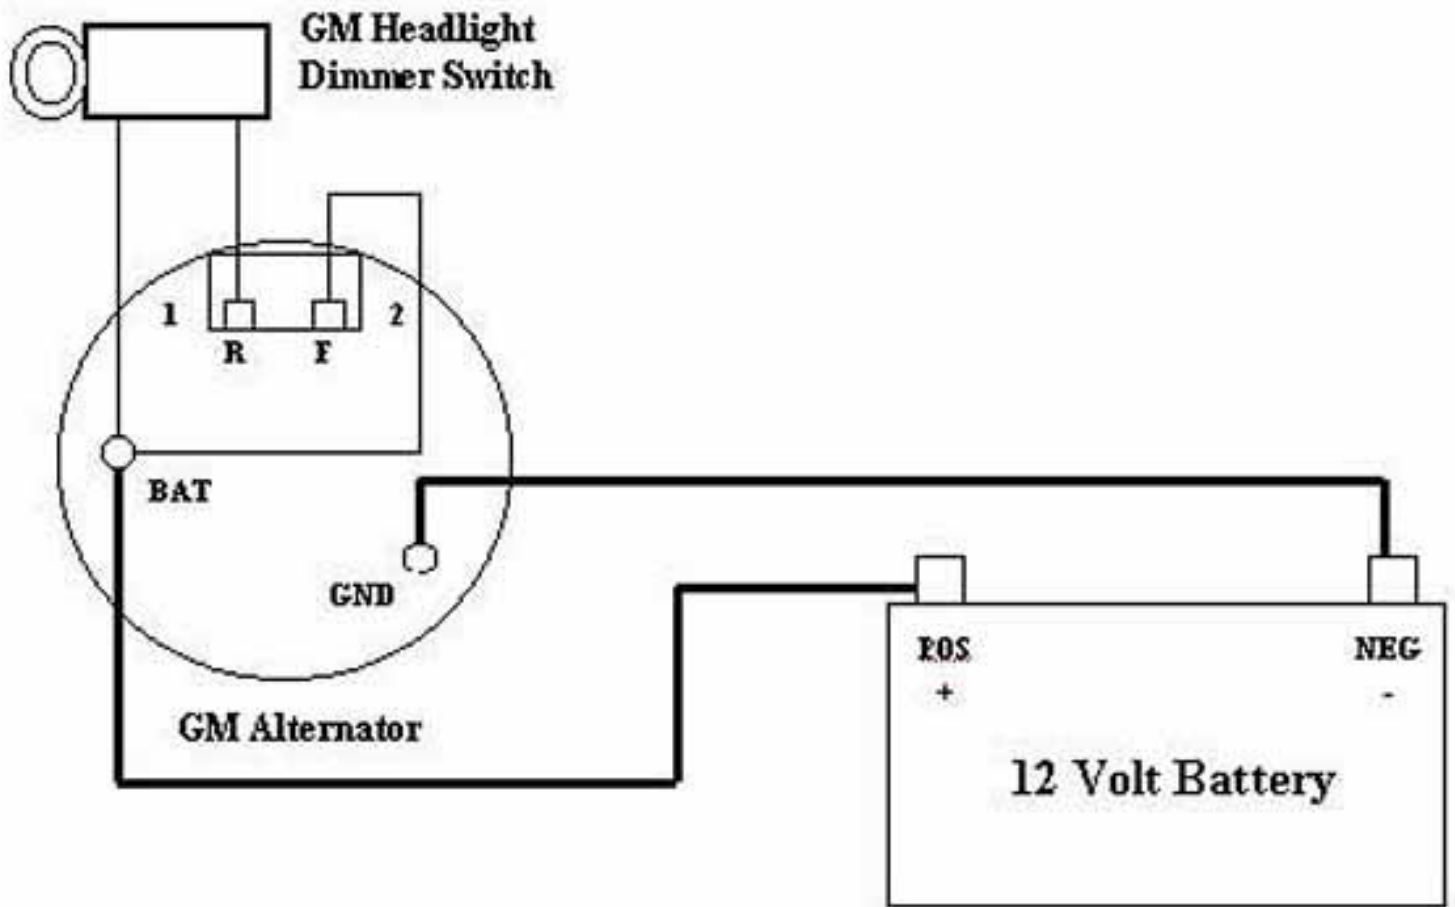 GM Headlight
Dimmer Switch
1
2
R
F
BAT
GND
GM Alternator
POS
+
NEG
-
12 Volt Battery